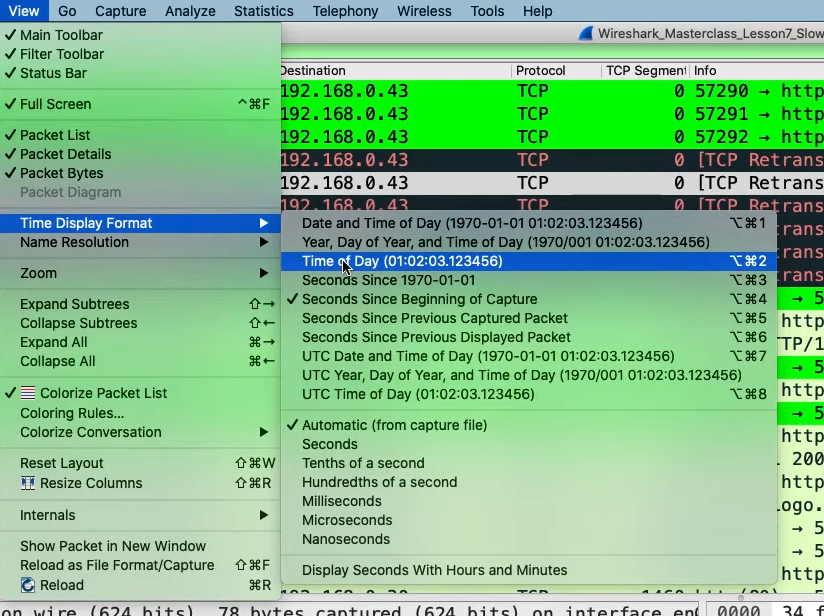 View Go Capture Analyze Statistics Telephony Wireless Tools Help
Wireshark_Masterclass_Lesson7_Slow
Main Toolbar
Filter Toolbar
Status Bar
Full Screen ^⌘F
Packet List
Packet Details
Packet Bytes
Packet Diagram
Time Display Format
Name Resolution
Zoom
Expand Subtrees ⇧→
Collapse Subtrees ⇧←
Expand All ⌘→
Collapse All ⌘←
Colorize Packet List
Coloring Rules...
Colorize Conversation
Reset Layout ⇧⌘W
Resize Columns ⇧⌘R
Internals
Show Packet in New Window
Reload as File Format/Capture ⇧⌘F
Reload ⌘R
Destination Protocol TCP Segment Info
192.168.0.43 TCP 0 57290 → http
192.168.0.43 TCP 0 57291 → http
192.168.0.43 TCP 0 57292 → http
192.168.0.43 TCP 0 [TCP Retrans
192.168.0.43 TCP 0 [TCP Retrans
192.168.0.43 TCP 0 [TCP Retrans
Date and Time of Day (1970-01-01 01:02:03.123456) ⌥⌘1
Year, Day of Year, and Time of Day (1970/001 01:02:03.123456)
Time of Day (01:02:03.123456) ⌥⌘2
Seconds Since 1970-01-01 ⌥⌘3
Seconds Since Beginning of Capture ⌥⌘4
Seconds Since Previous Captured Packet ⌥⌘5
Seconds Since Previous Displayed Packet ⌥⌘6
UTC Date and Time of Day (1970-01-01 01:02:03.123456) ⌥⌘7
UTC Year, Day of Year, and Time of Day (1970/001 01:02:03.123456)
UTC Time of Day (01:02:03.123456) ⌥⌘8
Automatic (from capture file)
Seconds
Tenths of a second
Hundredths of a second
Milliseconds
Microseconds
Nanoseconds
Display Seconds With Hours and Minutes
rans
rans
rans
→ 5
http
TP/1
→ 5
http
→ 5
http
200
http
logo.
→ 5
→ 5
http
on wire (624 bits), 78 bytes captured (624 bits) on interface en 0000 34 f